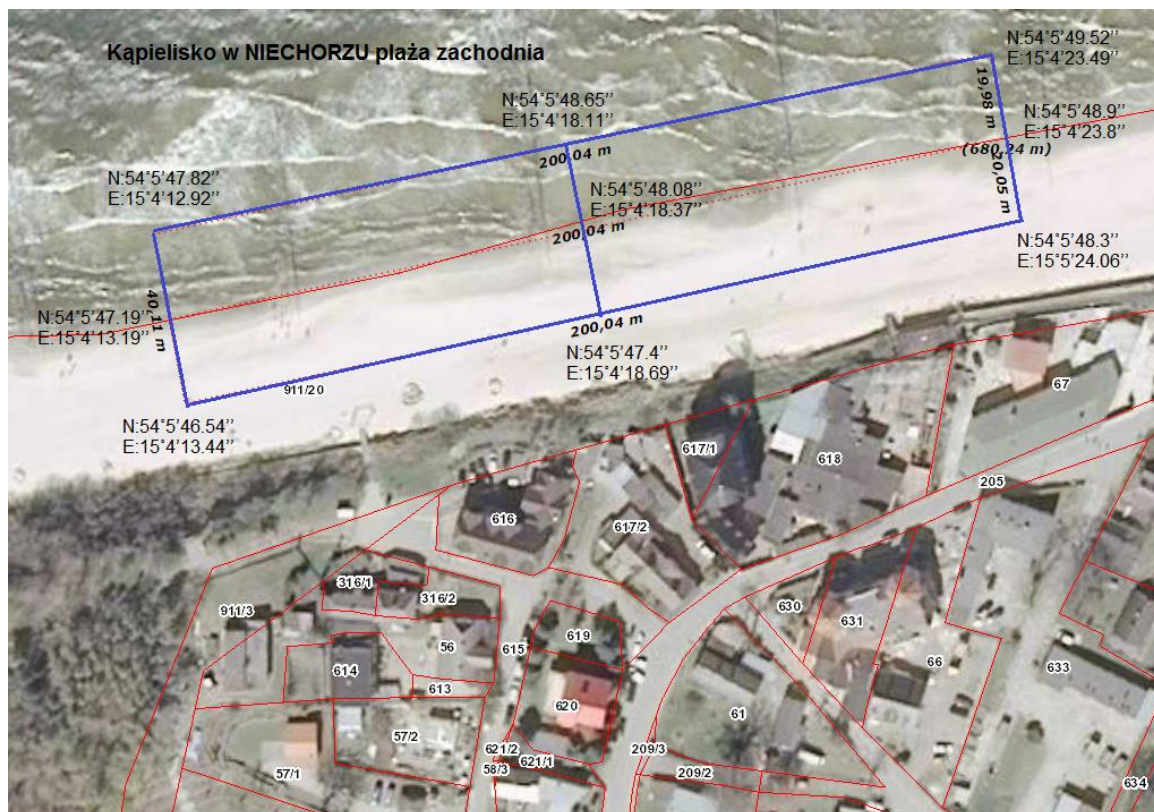 Kąpielisko w NIECHORZU plaża zachodnia
N:54°5'49.52''
E:15°4'23.49''
N:54°5'48.65''
E:15°4'18.11''
19,98 m
N:54°5'48.9''
E:15°4'23.8''
200,04 m
(680,24 m)
20,05 m
N:54°5'47.82''
E:15°4'12.92''
N:54°5'48.08''
E:15°4'18.37''
200,04 m
N:54°5'48.3''
E:15°5'24.06''
40,11 m
N:54°5'47.19''
E:15°4'13.19''
200,04 m
N:54°5'47.4''
E:15°4'18.69''
911/20
N:54°5'46.54''
E:15°4'13.44''
67
617/1
618
205
616
617/2
316/1
316/2
911/3
630
631
619
615
56
614
66
633
613
620
61
57/2
621/2
621/1
209/3
58/3
209/2
57/1
634